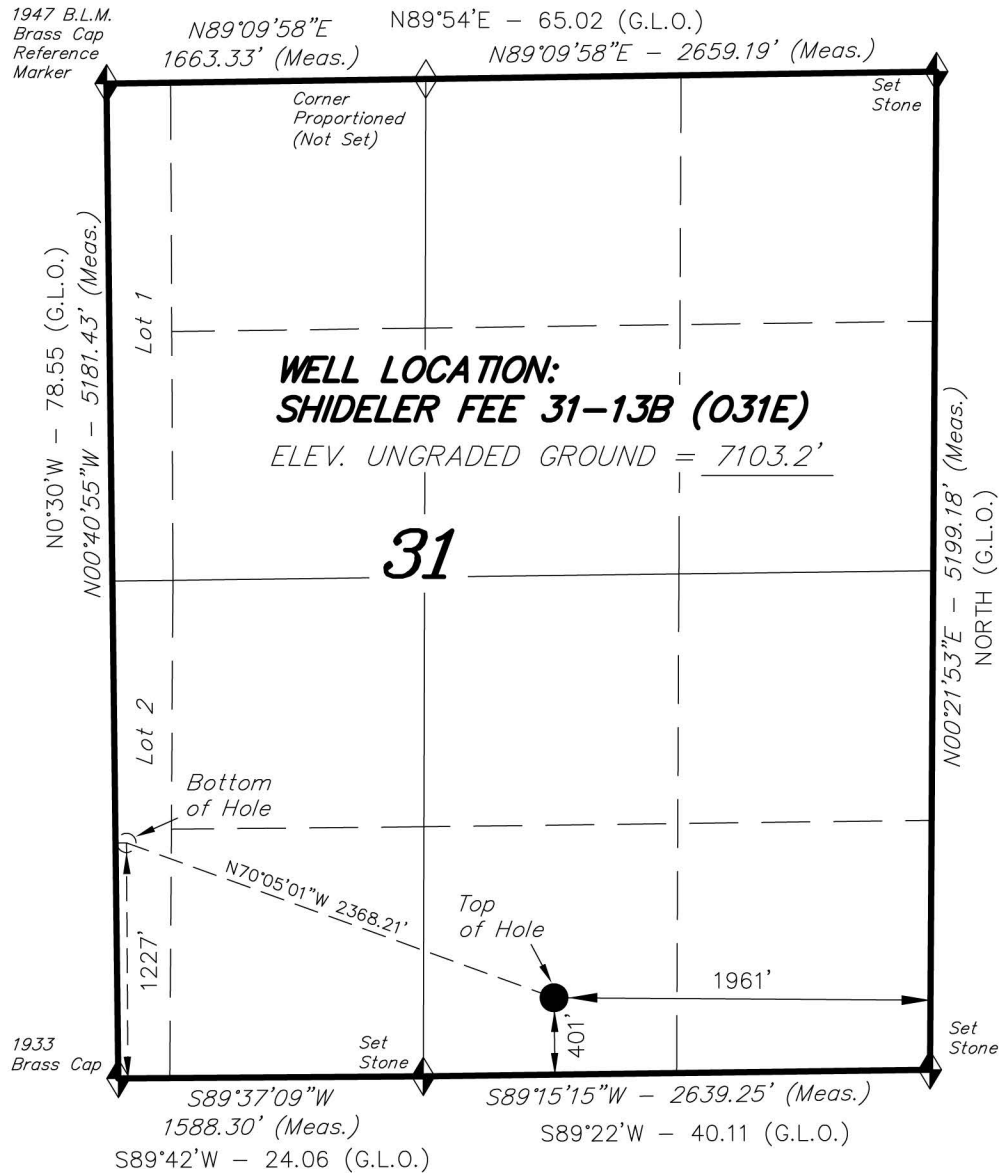 1947 B.L.M.
Brass Cap
Reference
Marker
N89°09'58"E
1663.33' (Meas.)
N89°54'E - 65.02 (G.L.O.)
N89°09'58"E - 2659.19' (Meas.)
Corner
Proportioned
(Not Set)
Set
Stone
N0°30'W - 78.55 (G.L.O.)
N00°40'55"W - 5181.43' (Meas.)
Lot 1
WELL LOCATION:
SHIDELER FEE 31-13B (O31E)
ELEV. UNGRADED GROUND = 7103.2'
31
N00°21'53"E - 5199.18' (Meas.)
NORTH (G.L.O.)
Lot 2
Bottom
of Hole
N70°05'01"W 2368.21'
Top
of Hole
1227'
1961'
401'
1933
Brass Cap
Set
Stone
Set
Stone
S89°37'09"W
1588.30' (Meas.)
S89°42'W - 24.06 (G.L.O.)
S89°15'15"W - 2639.25' (Meas.)
S89°22'W - 40.11 (G.L.O.)